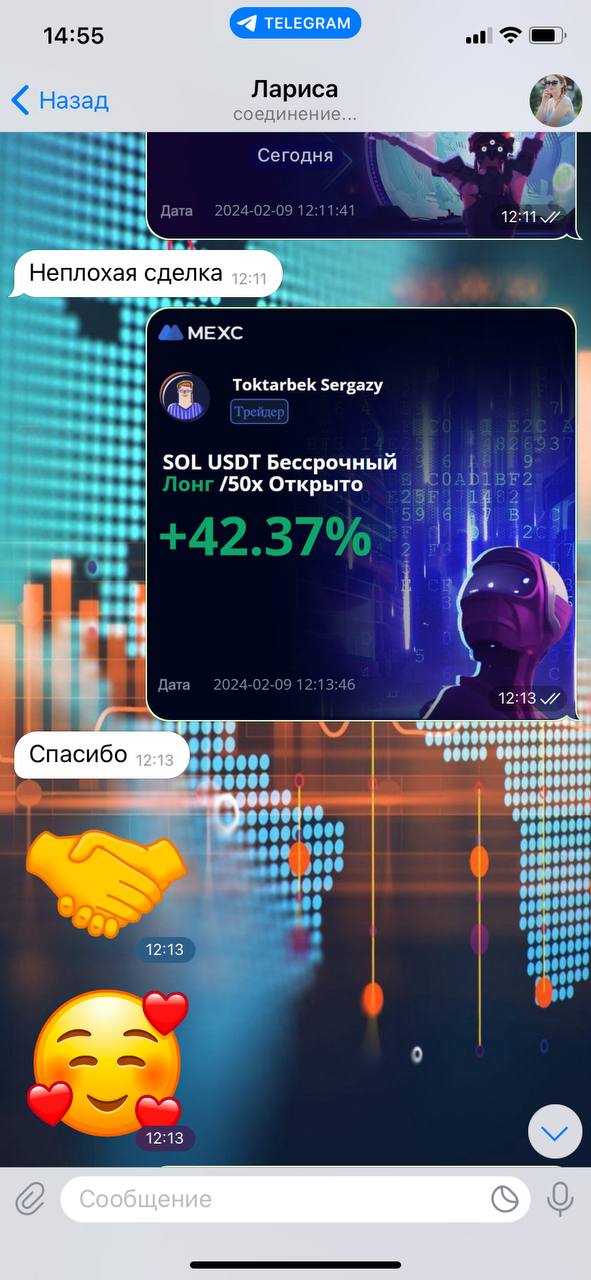 14:55
TELEGRAM
Назад
Лариса
соединение...
Сегодня
Дата 2024-02-09 12:11:41
12:11
Неплохая сделка 12:11
MEXC
Toktarbek Sergazy
Трейдер
SOL USDT Бессрочный
Лонг /50x Открыто
+42.37%
Дата 2024-02-09 12:13:46
12:13
Спасибо 12:13
12:13
12:13
Сообщение